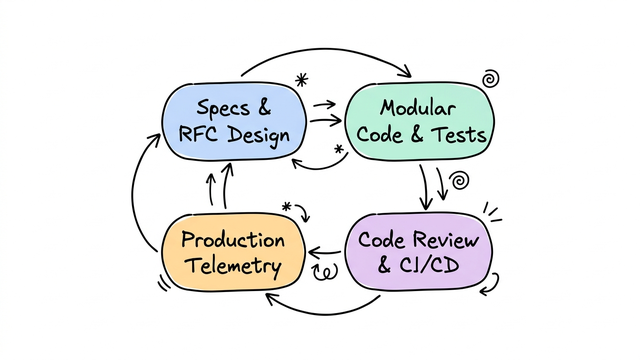 Specs &
RFC Design
Modular
Code & Tests
Production
Telemetry
Code Review
& CI/CD